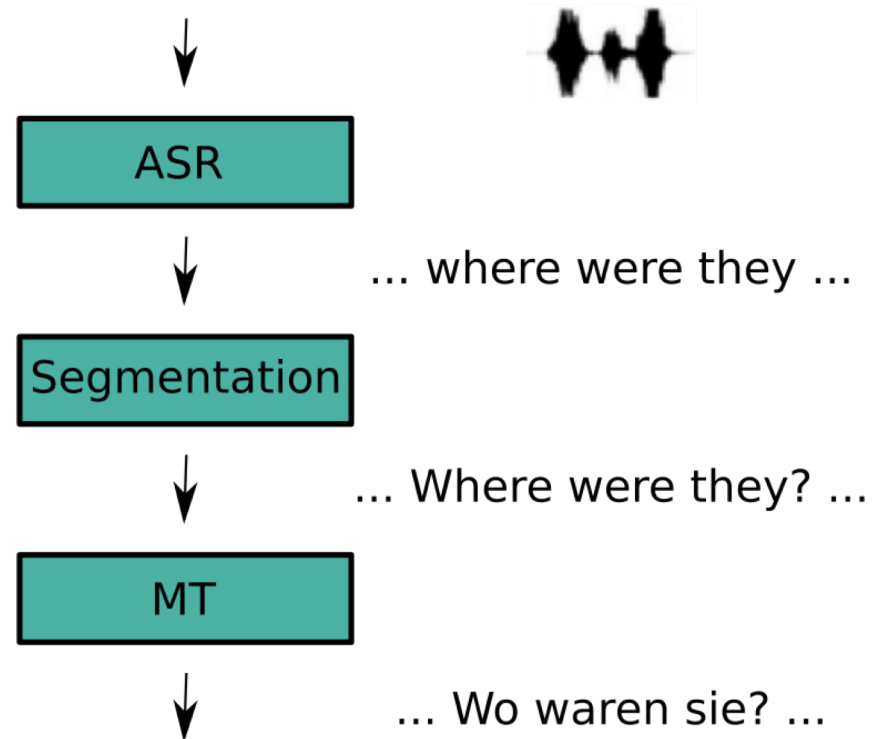 ASR
... where were they ...
Segmentation
... Where were they? ...
MT
... Wo waren sie? ...